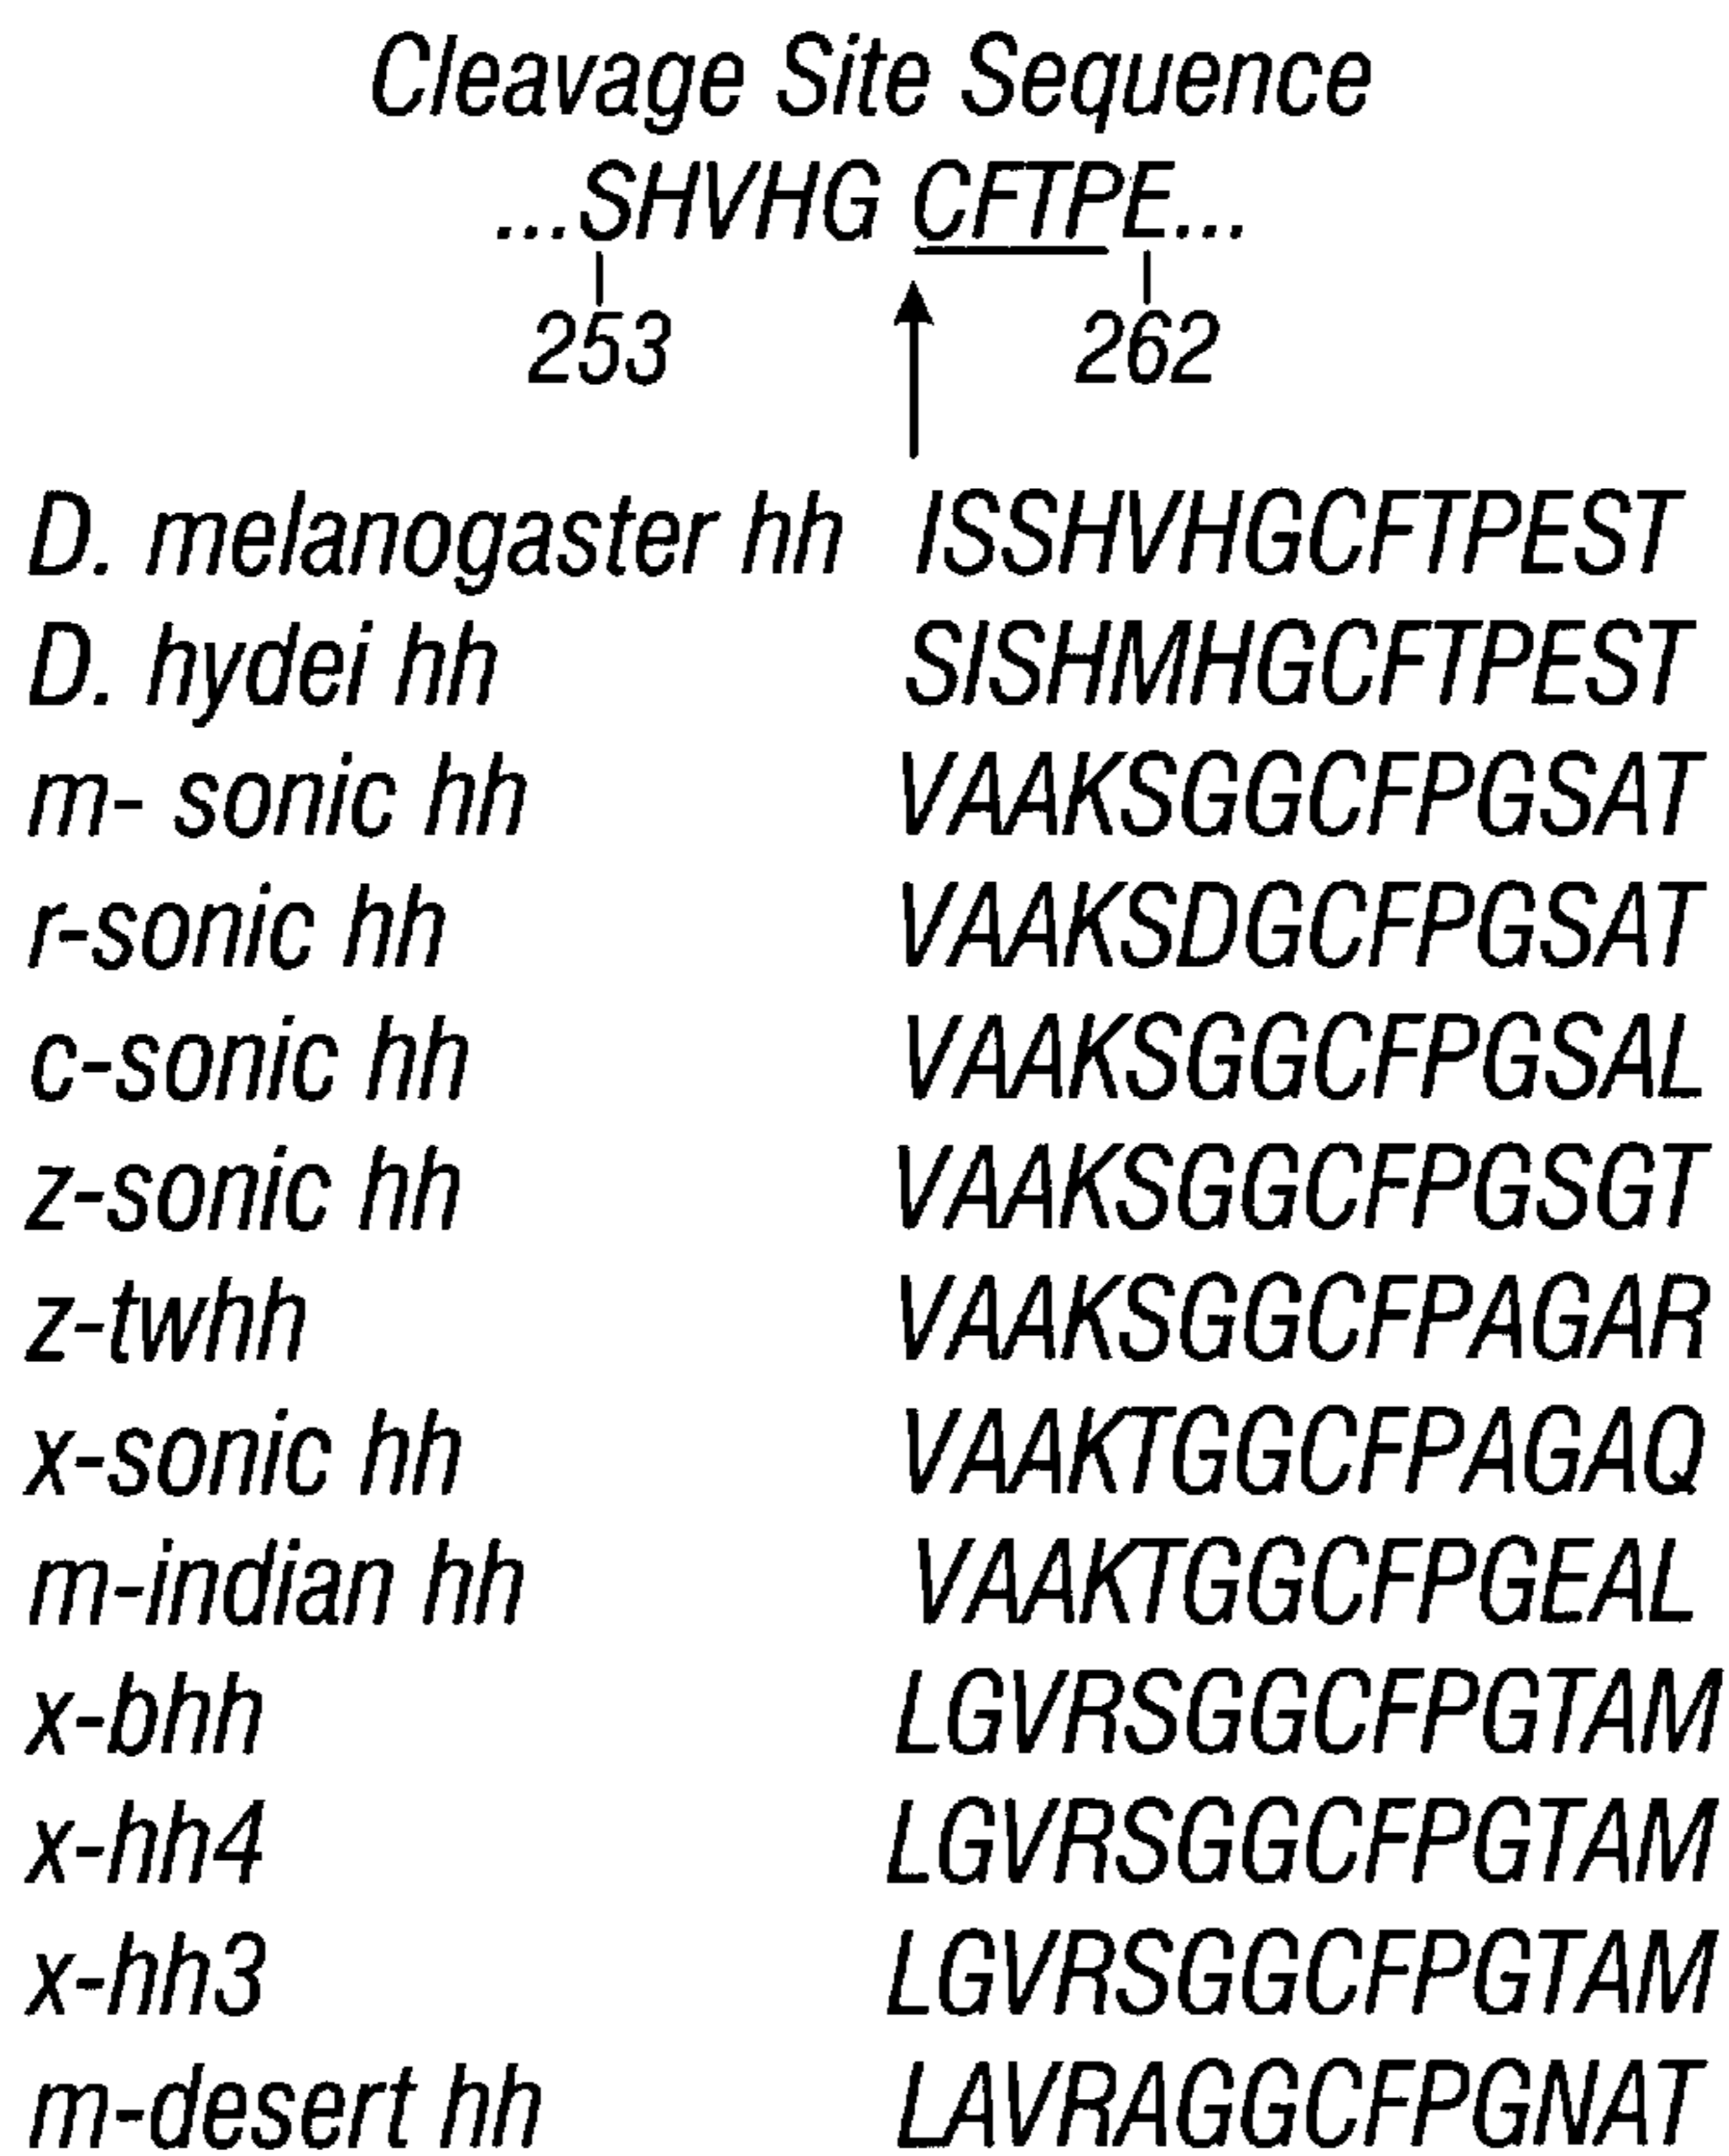 Cleavage Site Sequence
...SHVHG CFTPE...
253 262
D. melanogaster hh ISSHVHGCFTPEST
D. hydei hh SISHMHGCFTPEST
m- sonic hh VAAKSGGCFPGSAT
r-sonic hh VAAKSDGCFPGSAT
c-sonic hh VAAKSGGCFPGSAL
z-sonic hh VAAKSGGCFPGSGT
z-twhh VAAKSGGCFPAGAR
x-sonic hh VAAKTGGCFPAGAQ
m-indian hh VAAKTGGCFPGEAL
x-bhh LGVRSGGCFPGTAM
x-hh4 LGVRSGGCFPGTAM
x-hh3 LGVRSGGCFPGTAM
m-desert hh LAVRAGGCFPGNAT